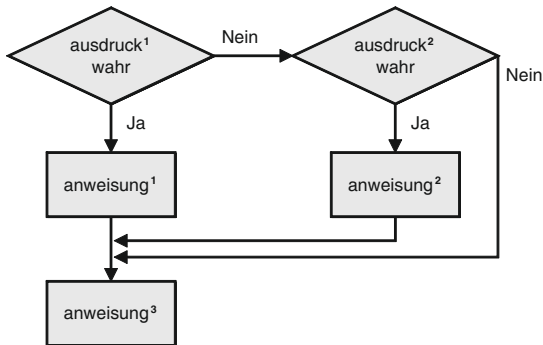 ausdruck¹
wahr
Nein
ausdruck²
wahr
Nein
Ja
Ja
anweisung¹
anweisung²
anweisung³